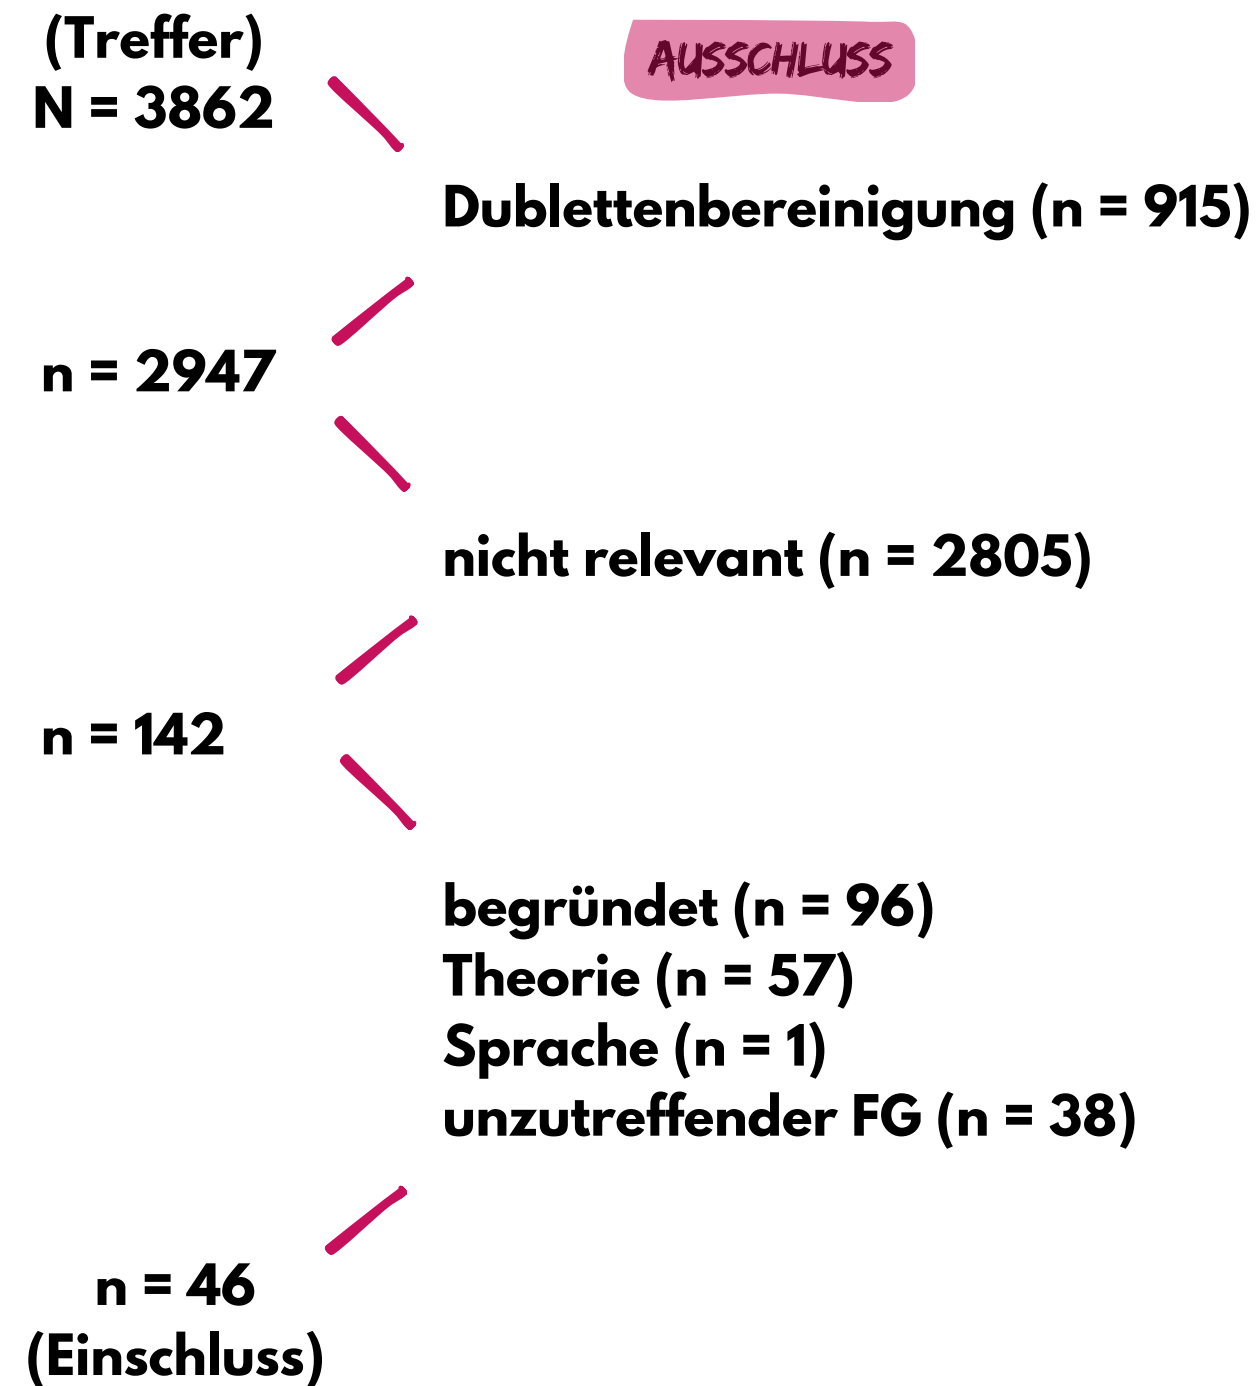 (Treffer)
N = 3862
AUSSCHLUSS
Dublettenbereinigung (n = 915)
n = 2947
nicht relevant (n = 2805)
n = 142
begründet (n = 96)
Theorie (n = 57)
Sprache (n = 1)
unzutreffender FG (n = 38)
n = 46
(Einschluss)